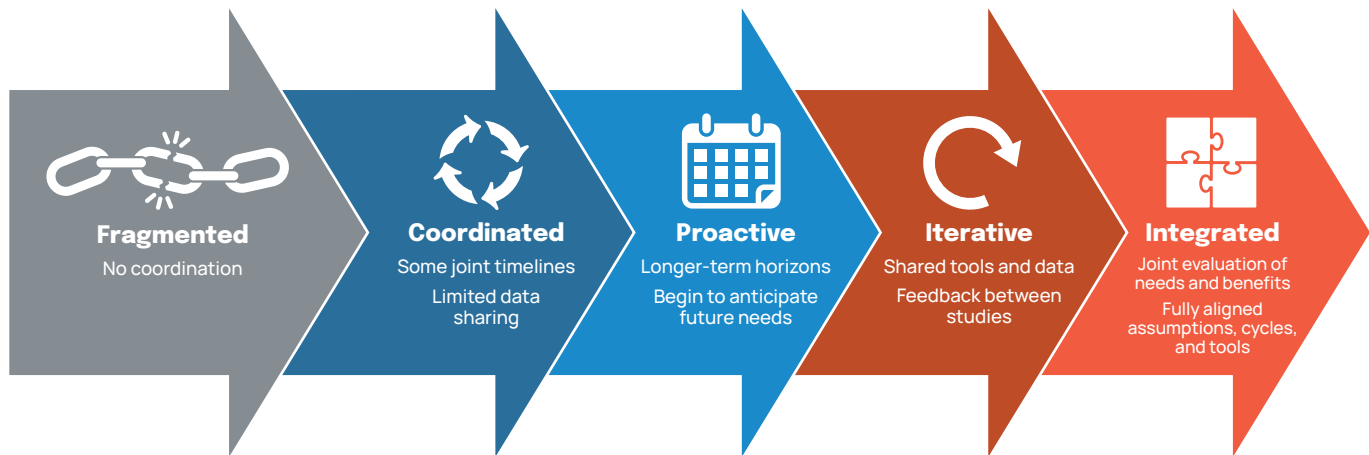 Fragmented
No coordination
Coordinated
Some joint timelines
Limited data
sharing
Proactive
Longer-term horizons
Begin to anticipate
future needs
Iterative
Shared tools and data
Feedback between
studies
Integrated
Joint evaluation of
needs and benefits
Fully aligned
assumptions, cycles,
and tools